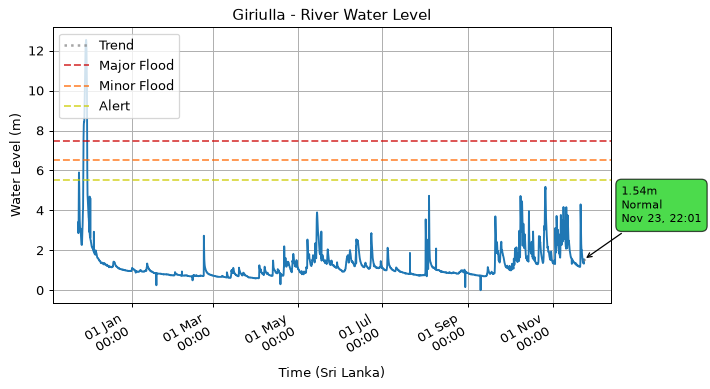 Giriulla - River Water Level
Trend
Major Flood
Minor Flood
Alert
Water Level (m)
12
10
8
6
4
2
0
1.54m
Normal
Nov 23, 22:01
01 Jan
00:00
01 Mar
00:00
01 May
00:00
01 Jul
00:00
01 Sep
00:00
01 Nov
00:00
Time (Sri Lanka)